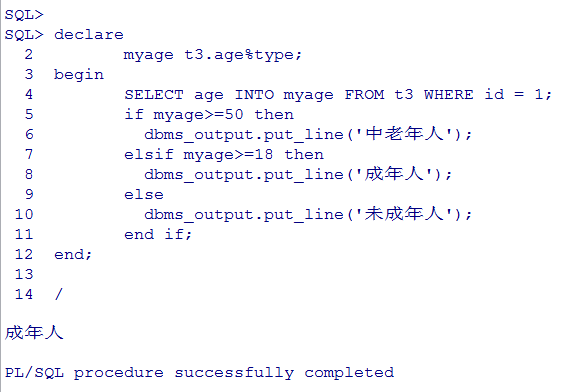 SQL>
SQL> declare
  2         myage t3.age%type;
  3  begin
  4         SELECT age INTO myage FROM t3 WHERE id = 1;
  5         if myage>=50 then
  6           dbms_output.put_line('中老年人');
  7         elsif myage>=18 then
  8           dbms_output.put_line('成年人');
  9         else
 10           dbms_output.put_line('未成年人');
 11         end if;
 12  end;
 13
 14  /
成年人
PL/SQL procedure successfully completed